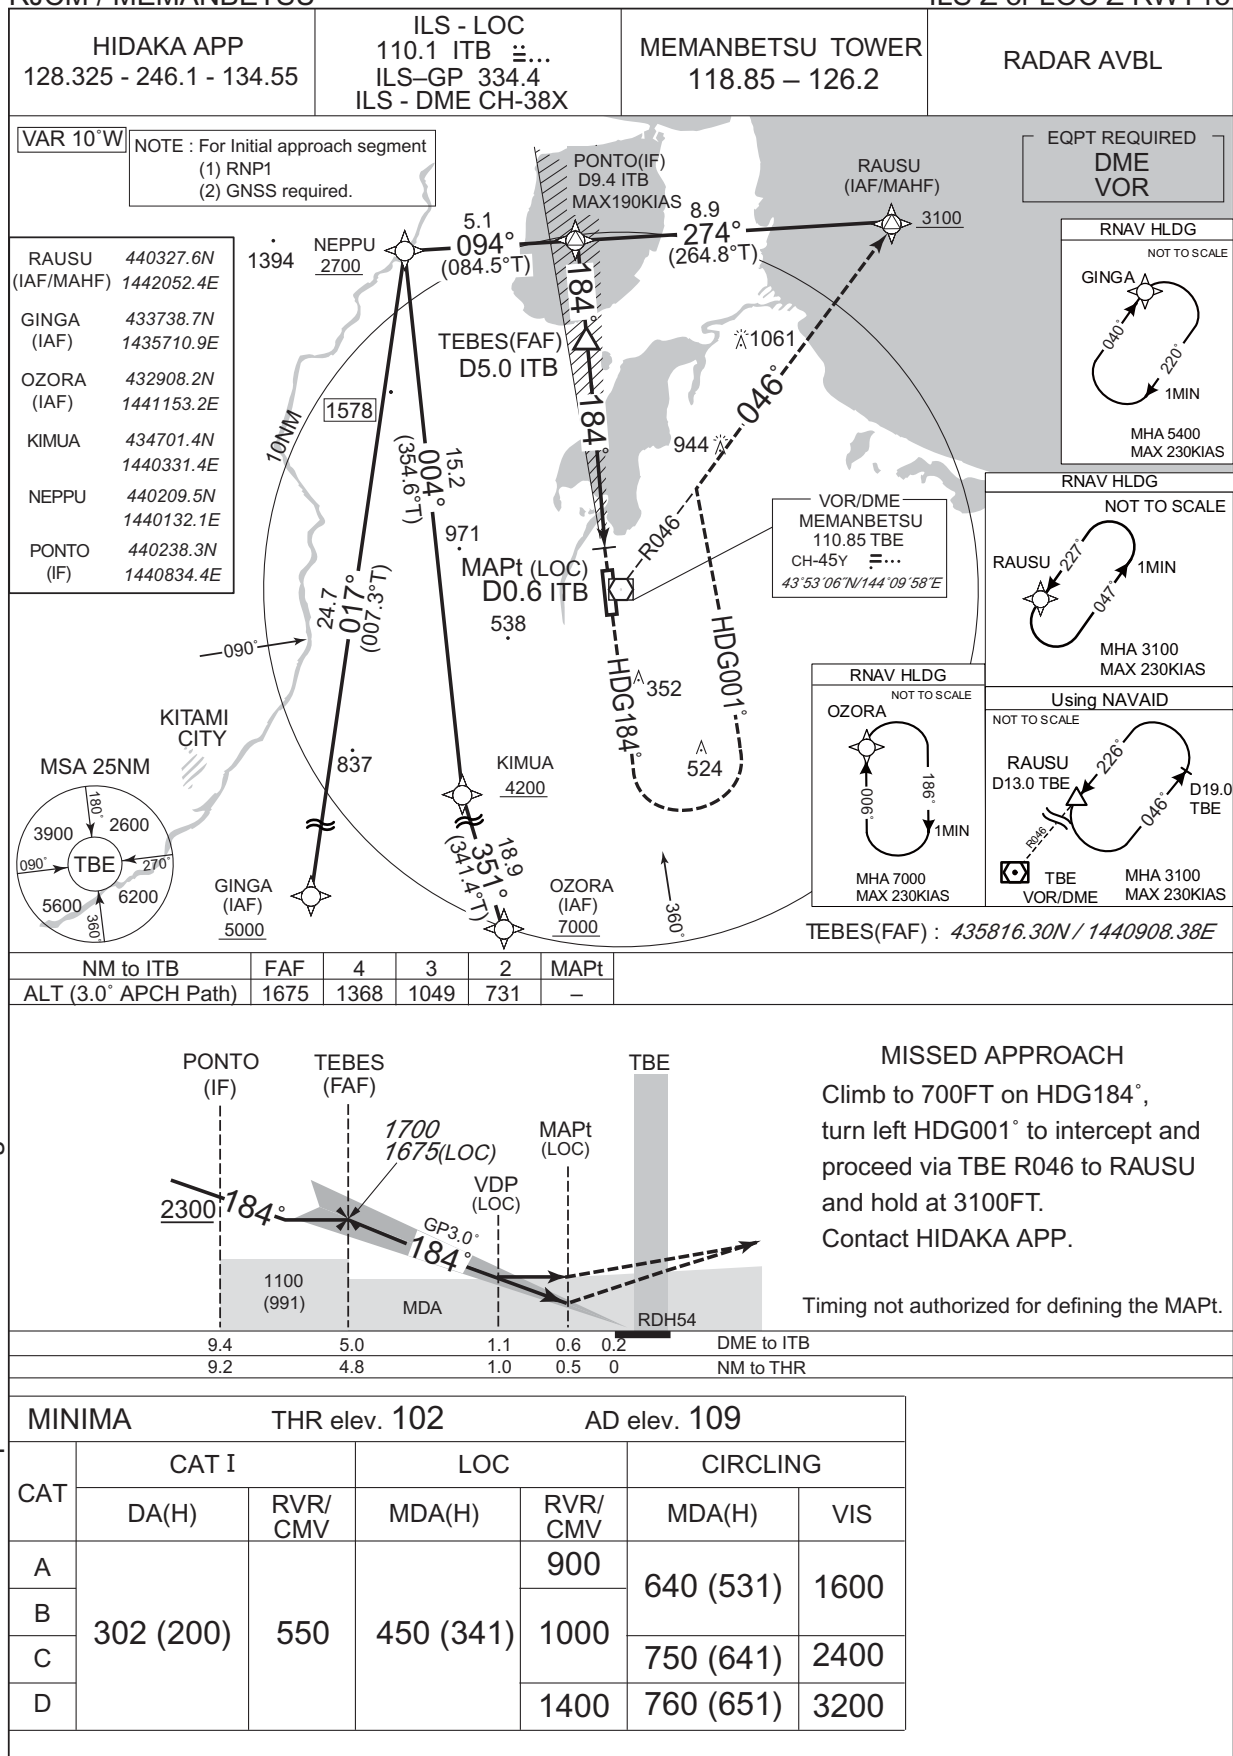 HIDAKA APP
128.325 - 246.1 - 134.55
ILS - LOC
110.1 ITB
ILS–GP 334.4
ILS - DME CH-38X
MEMANBETSU TOWER
118.85 – 126.2
RADAR AVBL
VAR 10°W
NOTE : For Initial approach segment
(1) RNP1
(2) GNSS required.
EQPT REQUIRED
DME
VOR
RAUSU 440327.6N
(IAF/MAHF) 1442052.4E
GINGA 433738.7N
(IAF) 1435710.9E
OZORA 432908.2N
(IAF) 1441153.2E
KIMUA 434701.4N
1440331.4E
NEPPU 440209.5N
1440132.1E
PONTO 440238.3N
(IF) 1440834.4E
1394
NEPPU
2700
5.1
094°
(084.5°T)
PONTO(IF)
D9.4 ITB
MAX190KIAS
8.9
274°
(264.8°T)
RAUSU
(IAF/MAHF)
3100
184°
TEBES(FAF)
D5.0 ITB
184°
1061
046°
944
1578
10NM
15.2
004°
(354.6°T)
971
MAPt (LOC)
D0.6 ITB
538
R046
VOR/DME
MEMANBETSU
110.85 TBE
CH-45Y
43°53'06"N/144°09'58"E
24.7
017°
(007.3°T)
090°
HDG184°
HDG001°
352
524
KITAMI
CITY
837
KIMUA
4200
MSA 25NM
180°
3900
2600
090°
TBE
270°
5600
6200
360°
GINGA
(IAF)
5000
18.9
351°
(341.4°T)
OZORA
(IAF)
7000
360°
RNAV HLDG
NOT TO SCALE
GINGA
040°
220°
1MIN
MHA 5400
MAX 230KIAS
RNAV HLDG
NOT TO SCALE
RAUSU
227°
1MIN
047°
MHA 3100
MAX 230KIAS
RNAV HLDG
NOT TO SCALE
OZORA
006°
186°
1MIN
MHA 7000
MAX 230KIAS
Using NAVAID
NOT TO SCALE
RAUSU
D13.0 TBE
226°
046°
D19.0
TBE
R046
TBE
VOR/DME
MHA 3100
MAX 230KIAS
TEBES(FAF) : 435816.30N / 1440908.38E
NM to ITB FAF 4 3 2 MAPt
ALT (3.0° APCH Path) 1675 1368 1049 731 –
PONTO
(IF)
TEBES
(FAF)
TBE
1700
1675(LOC)
MAPt
(LOC)
VDP
(LOC)
2300
184°
GP3.0°
184°
1100
(991)
MDA
RDH54
9.4 5.0 1.1 0.6 0.2 DME to ITB
9.2 4.8 1.0 0.5 0 NM to THR
MISSED APPROACH
Climb to 700FT on HDG184°,
turn left HDG001° to intercept and
proceed via TBE R046 to RAUSU
and hold at 3100FT.
Contact HIDAKA APP.
Timing not authorized for defining the MAPt.
MINIMA THR elev. 102 AD elev. 109
CAT CAT I LOC CIRCLING
DA(H) RVR/CMV MDA(H) RVR/CMV MDA(H) VIS
A 900
640 (531) 1600
B
302 (200) 550 450 (341) 1000
C 750 (641) 2400
D 1400 760 (651) 3200